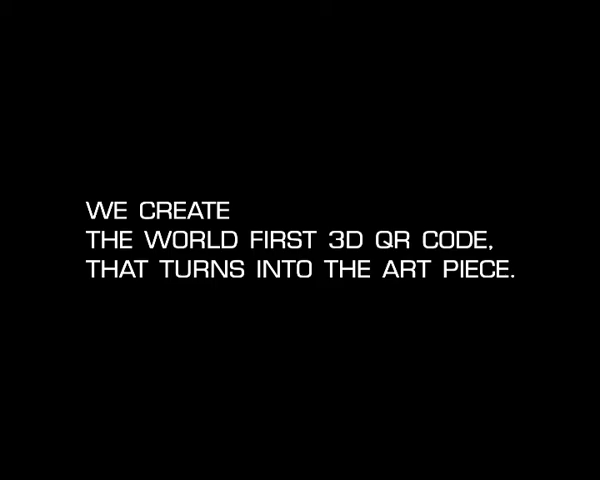 WE CREATE
THE WORLD FIRST 3D QR CODE,
THAT TURNS INTO THE ART PIECE.